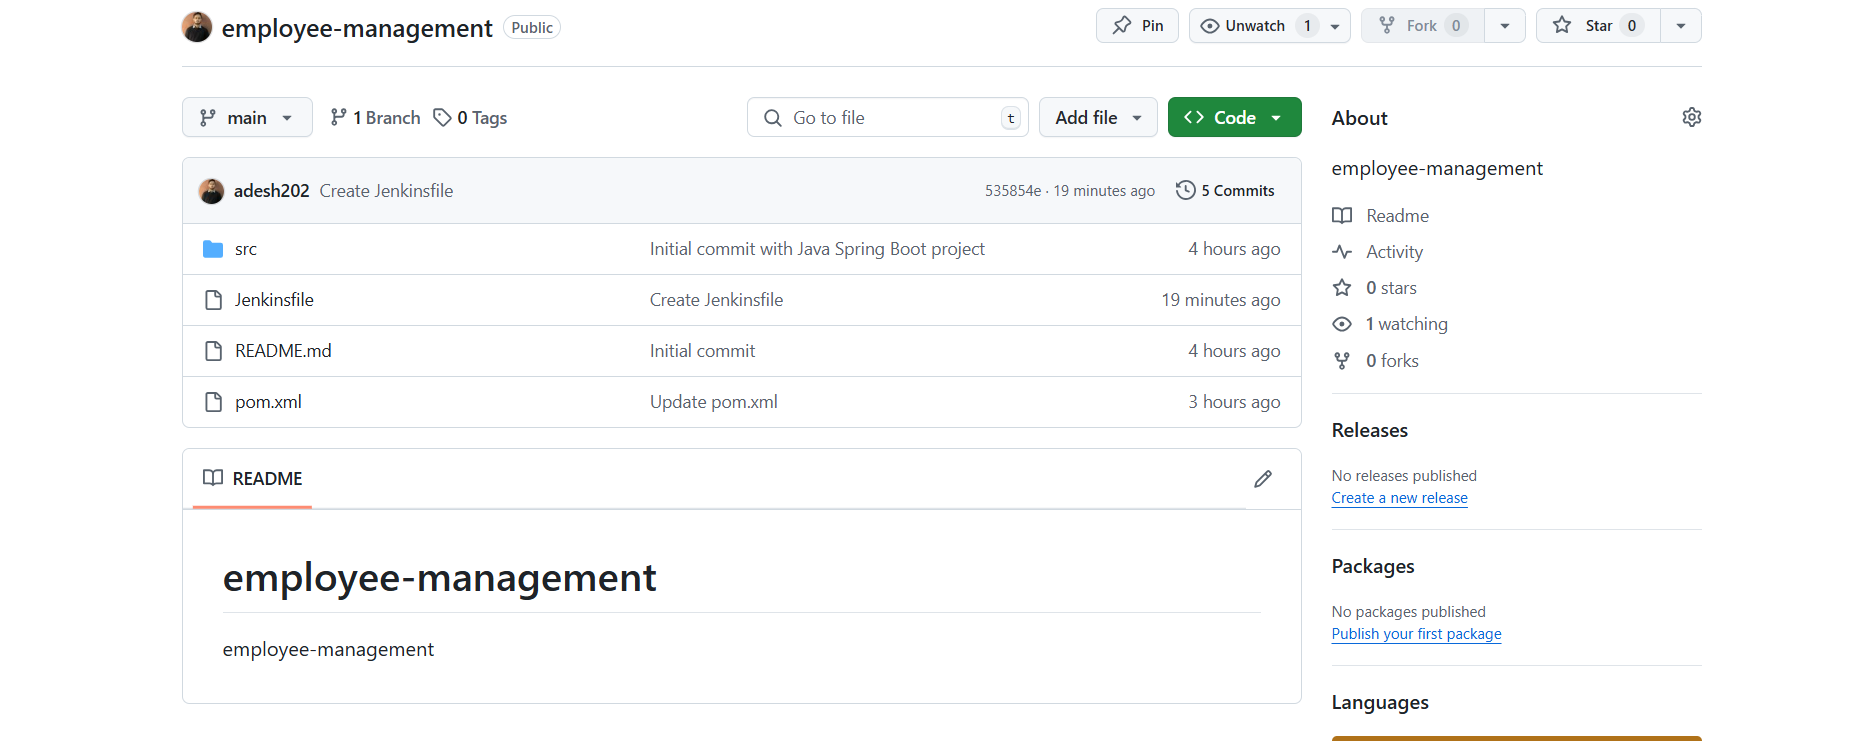 employee-management Public
Pin
Unwatch 1
Fork 0
Star 0
main
1 Branch
0 Tags
Go to file t
Add file
Code
adesh202 Create Jenkinsfile 535854e · 19 minutes ago 5 Commits
src Initial commit with Java Spring Boot project 4 hours ago
Jenkinsfile Create Jenkinsfile 19 minutes ago
README.md Initial commit 4 hours ago
pom.xml Update pom.xml 3 hours ago
README
employee-management
employee-management
About
employee-management
Readme
Activity
0 stars
1 watching
0 forks
Releases
No releases published
Create a new release
Packages
No packages published
Publish your first package
Languages